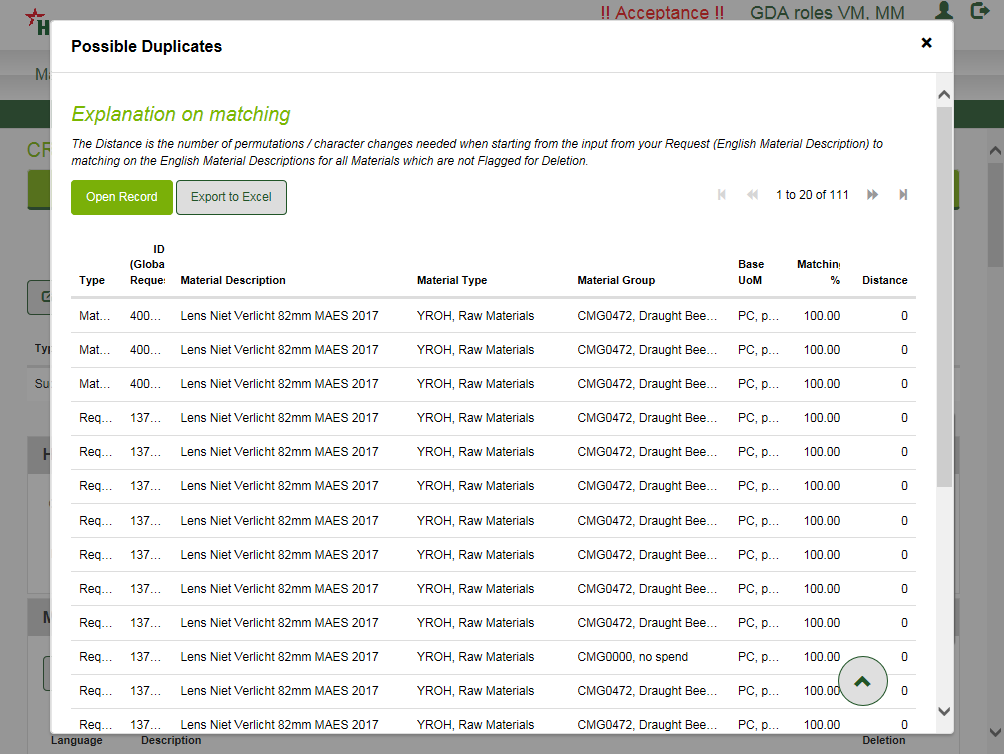 !! Acceptance !! GDA roles VM, MM
H
Possible Duplicates
Ma
CR
Explanation on matching
The Distance is the number of permutations / character changes needed when starting from the input from your Request (English Material Description) to
matching on the English Material Descriptions for all Materials which are not Flagged for Deletion.
Open Record Export to Excel 1 to 20 of 111
Type ID (Globa Reque Material Description Material Type Material Group Base UoM Matching % Distance
Mat... 400... Lens Niet Verlicht 82mm MAES 2017 YROH, Raw Materials CMG0472, Draught Bee... PC, p... 100.00 0
Mat... 400... Lens Niet Verlicht 82mm MAES 2017 YROH, Raw Materials CMG0472, Draught Bee... PC, p... 100.00 0
Mat... 400... Lens Niet Verlicht 82mm MAES 2017 YROH, Raw Materials CMG0472, Draught Bee... PC, p... 100.00 0
Req... 137... Lens Niet Verlicht 82mm MAES 2017 YROH, Raw Materials CMG0472, Draught Bee... PC, p... 100.00 0
Req... 137... Lens Niet Verlicht 82mm MAES 2017 YROH, Raw Materials CMG0472, Draught Bee... PC, p... 100.00 0
Req... 137... Lens Niet Verlicht 82mm MAES 2017 YROH, Raw Materials CMG0472, Draught Bee... PC, p... 100.00 0
Req... 137... Lens Niet Verlicht 82mm MAES 2017 YROH, Raw Materials CMG0472, Draught Bee... PC, p... 100.00 0
Req... 137... Lens Niet Verlicht 82mm MAES 2017 YROH, Raw Materials CMG0472, Draught Bee... PC, p... 100.00 0
Req... 137... Lens Niet Verlicht 82mm MAES 2017 YROH, Raw Materials CMG0472, Draught Bee... PC, p... 100.00 0
Req... 137... Lens Niet Verlicht 82mm MAES 2017 YROH, Raw Materials CMG0472, Draught Bee... PC, p... 100.00 0
Req... 137... Lens Niet Verlicht 82mm MAES 2017 YROH, Raw Materials CMG0000, no spend PC, p... 100.00 0
Req... 137... Lens Niet Verlicht 82mm MAES 2017 YROH, Raw Materials CMG0472, Draught Bee... PC, p... 100.00 0
Req... 137... Lens Niet Verlicht 82mm MAES 2017 YROH, Raw Materials CMG0472, Draught Bee... PC, p... 100.00 0
Typ
Su
H
M
Language Description Deletion